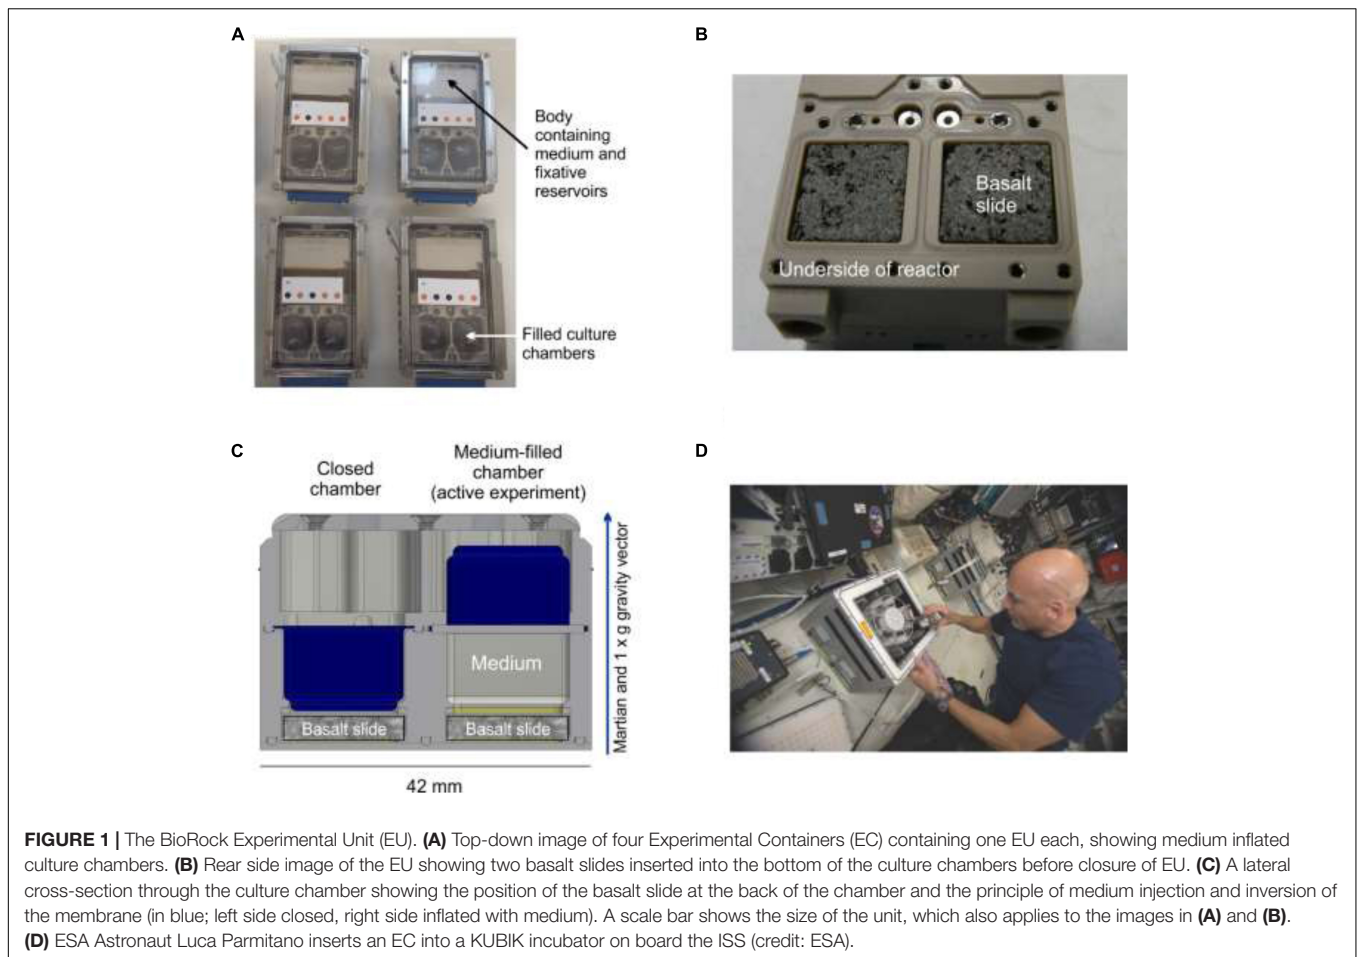 A
Body
containing
medium and
fixative
reservoirs
Filled culture
chambers
B
Basalt
slide
Underside of reactor
C
Closed
chamber
Medium-filled
chamber
(active experiment)
Medium
Basalt slide
Basalt slide
Martian and 1 x g gravity vector
42 mm
D
FIGURE 1 | The BioRock Experimental Unit (EU). (A) Top-down image of four Experimental Containers (EC) containing one EU each, showing medium inflated
culture chambers. (B) Rear side image of the EU showing two basalt slides inserted into the bottom of the culture chambers before closure of EU. (C) A lateral
cross-section through the culture chamber showing the position of the basalt slide at the back of the chamber and the principle of medium injection and inversion of
the membrane (in blue; left side closed, right side inflated with medium). A scale bar shows the size of the unit, which also applies to the images in (A) and (B).
(D) ESA Astronaut Luca Parmitano inserts an EC into a KUBIK incubator on board the ISS (credit: ESA).